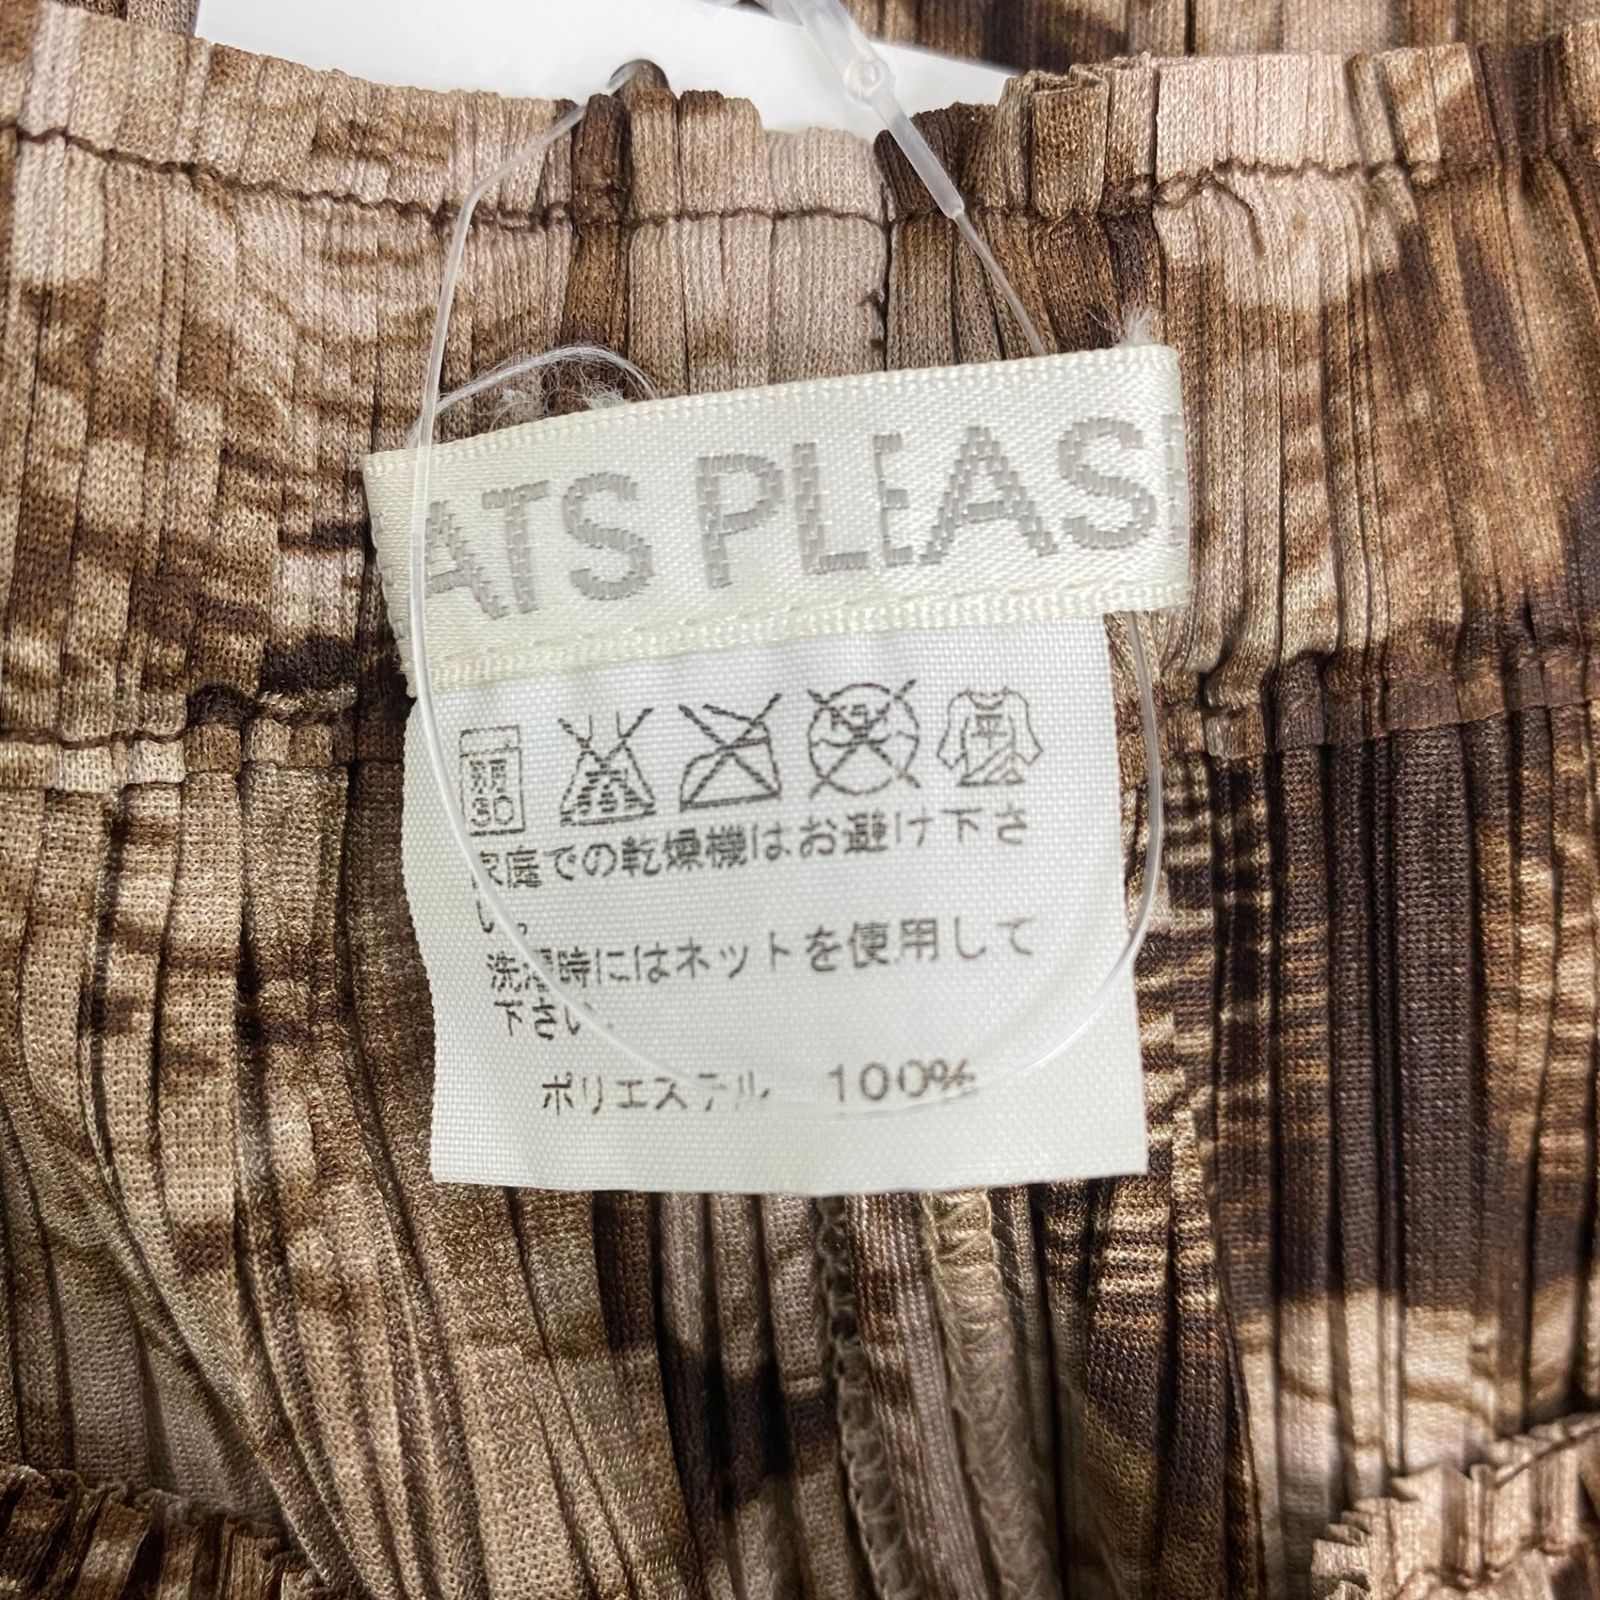 ATS PLEAS
家庭での乾燥機はお避け下さ
い。
洗濯時にはネットを使用して
下さい。
ポリエステル 100%